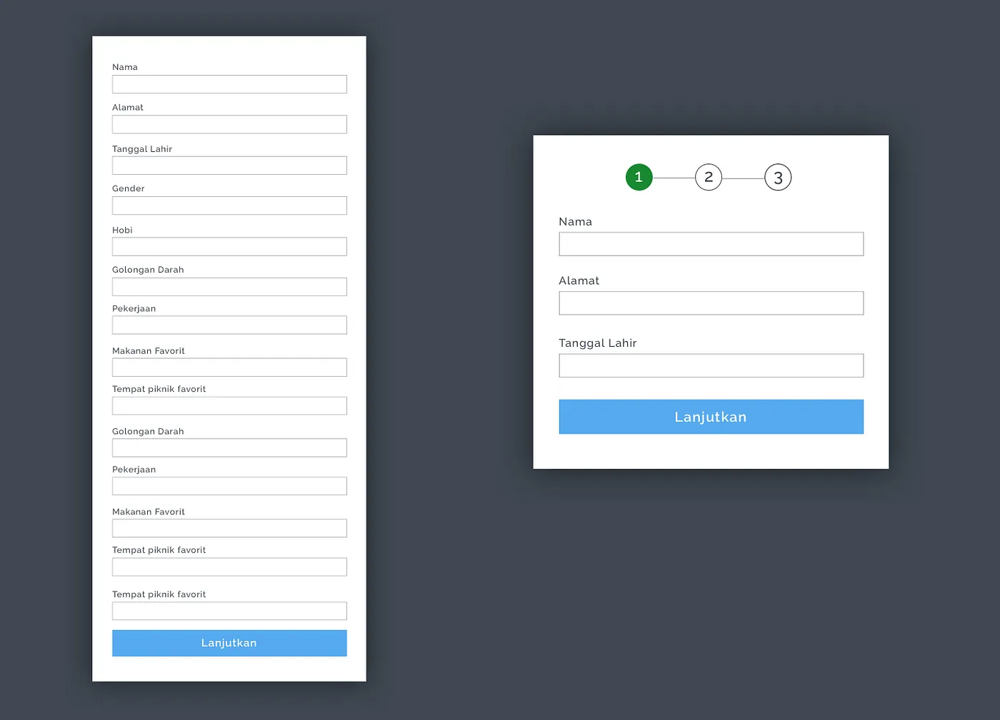 Nama
Alamat
Tanggal Lahir
Gender
Hobi
Golongan Darah
Pekerjaan
Makanan Favorit
Tempat piknik favorit
Golongan Darah
Pekerjaan
Makanan Favorit
Tempat piknik favorit
Tempat piknik favorit
Lanjutkan
1 2 3
Nama
Alamat
Tanggal Lahir
Lanjutkan